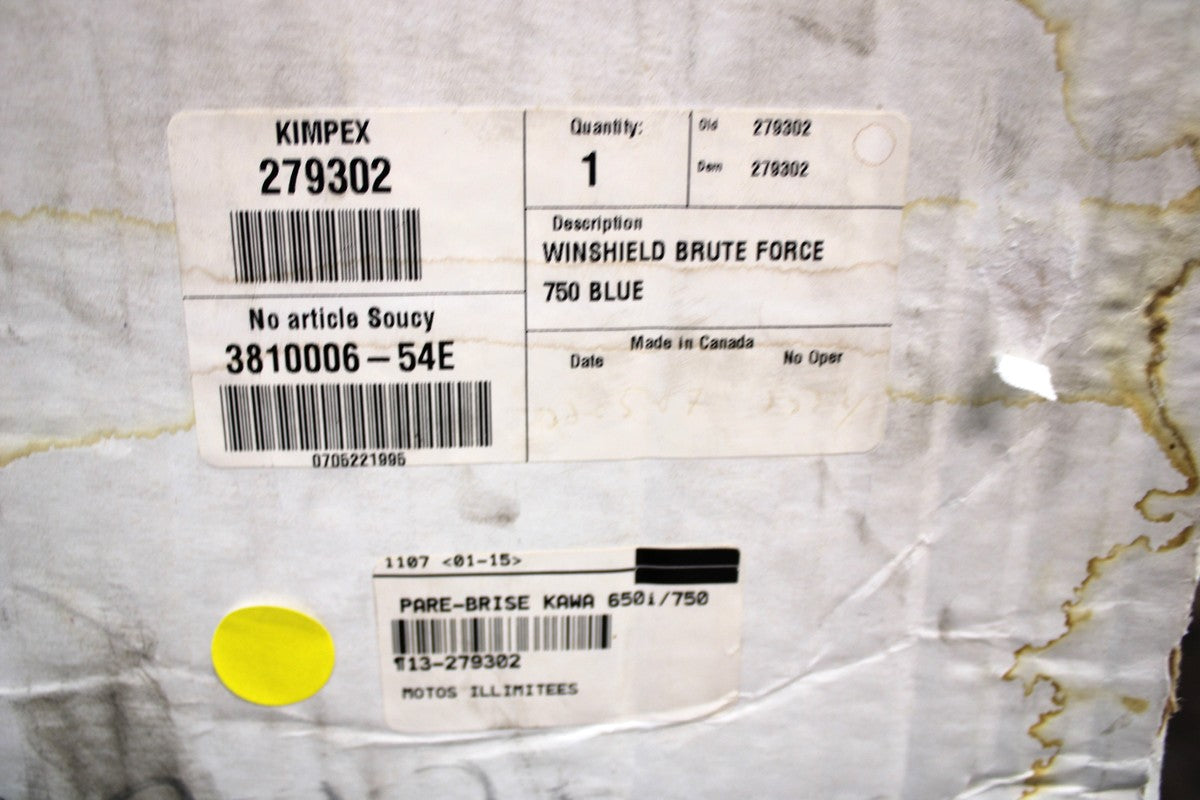 KIMPEX
279302
Quantity:
1
Old 279302
Dem 279302
Description
WINSHIELD BRUTE FORCE
750 BLUE
No article Soucy
3810006-54E
0705221995
Made in Canada
Date No Oper
1107 <01-15>
PARE-BRISE KAWA 650i/750
¶13-279302
MOTOS ILLIMITEES